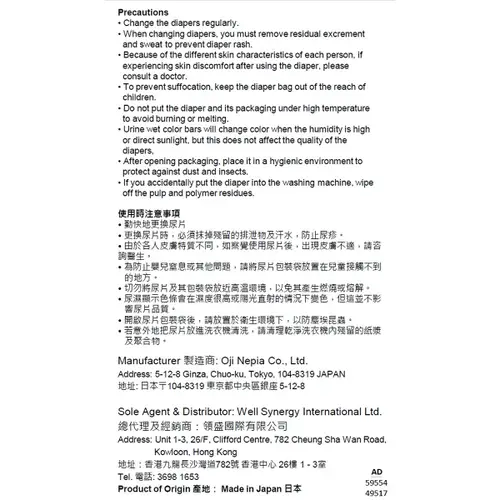 Precautions
• Change the diapers regularly.
• When changing diapers, you must remove residual excrement
and sweat to prevent diaper rash.
• Because of the different skin characteristics of each person, if
experiencing skin discomfort after using the diaper, please
consult a doctor.
• To prevent suffocation, keep the diaper bag out of the reach of
children.
• Do not put the diaper and its packaging under high temperature
to avoid burning or melting.
• Urine wet color bars will change color when the humidity is high
or direct sunlight, but this does not affect the quality of the
diapers,
• After opening packaging, place it in a hygienic environment to
protect against dust and insects.
• If you accidentally put the diaper into the washing machine, wipe
off the pulp and polymer residues.
使用時注意事項
• 勤快地更換尿片
• 更換尿片時，必須抹掉殘留的排泄物及汗水，防止尿疹。
• 由於各人皮膚特質不同，如察覺使用尿片後，出現皮膚不適，請咨
詢醫生。
• 為防止嬰兒窒息或其他問題，請將尿片包裝袋放置在兒童接觸不到
的地方。
• 切勿將尿片及其包裝袋放近高溫環境，以免其產生燃燒或熔解。
• 尿濕顯示色條會在濕度很高或陽光直射的情況下變色，但這並不影
響尿片品質。
• 開啟尿片包裝袋後，請放置於衛生環境下，以防塵埃昆蟲。
• 若意外地把尿片放進洗衣機清洗，請清理乾淨洗衣機內殘留的紙漿
及聚合物。
Manufacturer 製造商: Oji Nepia Co., Ltd.
Address: 5-12-8 Ginza, Chuo-ku, Tokyo, 104-8319 JAPAN
地址: 日本〒104-8319 東京都中央區銀座 5-12-8
Sole Agent & Distributor: Well Synergy International Ltd.
總代理及經銷商：領盛國際有限公司
Address: Unit 1-3, 26/F, Clifford Centre, 782 Cheung Sha Wan Road,
Kowloon, Hong Kong
地址：香港九龍長沙灣道782號 香港中心 26樓 1 - 3室
Tel. 電話: 3698 1653
Product of Origin 產地： Made in Japan 日本
AD
59554
49517